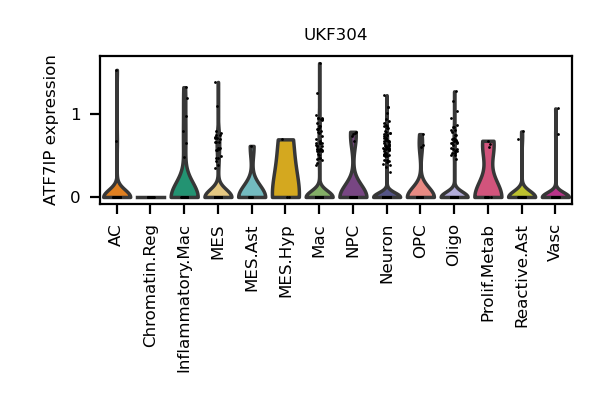 UKF304
ATF7IP expression
1
0
AC
Chromatin.Reg
Inflammatory.Mac
MES
MES.Ast
MES.Hyp
Mac
NPC
Neuron
OPC
Oligo
Prolif.Metab
Reactive.Ast
Vasc